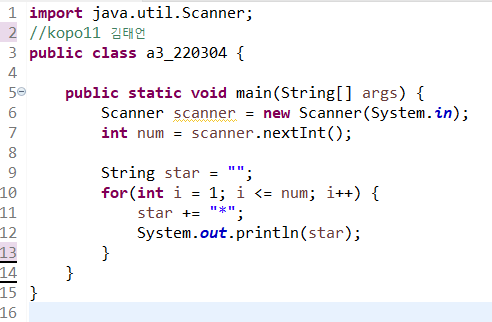 1 import java.util.Scanner;
2 //kopo11 김태언
3 public class a3_220304 {
4
5 public static void main(String[] args) {
6 Scanner scanner = new Scanner(System.in);
7 int num = scanner.nextInt();
8
9 String star = "";
10 for(int i = 1; i <= num; i++) {
11 star += "*";
12 System.out.println(star);
13 }
14 }
15 }
16